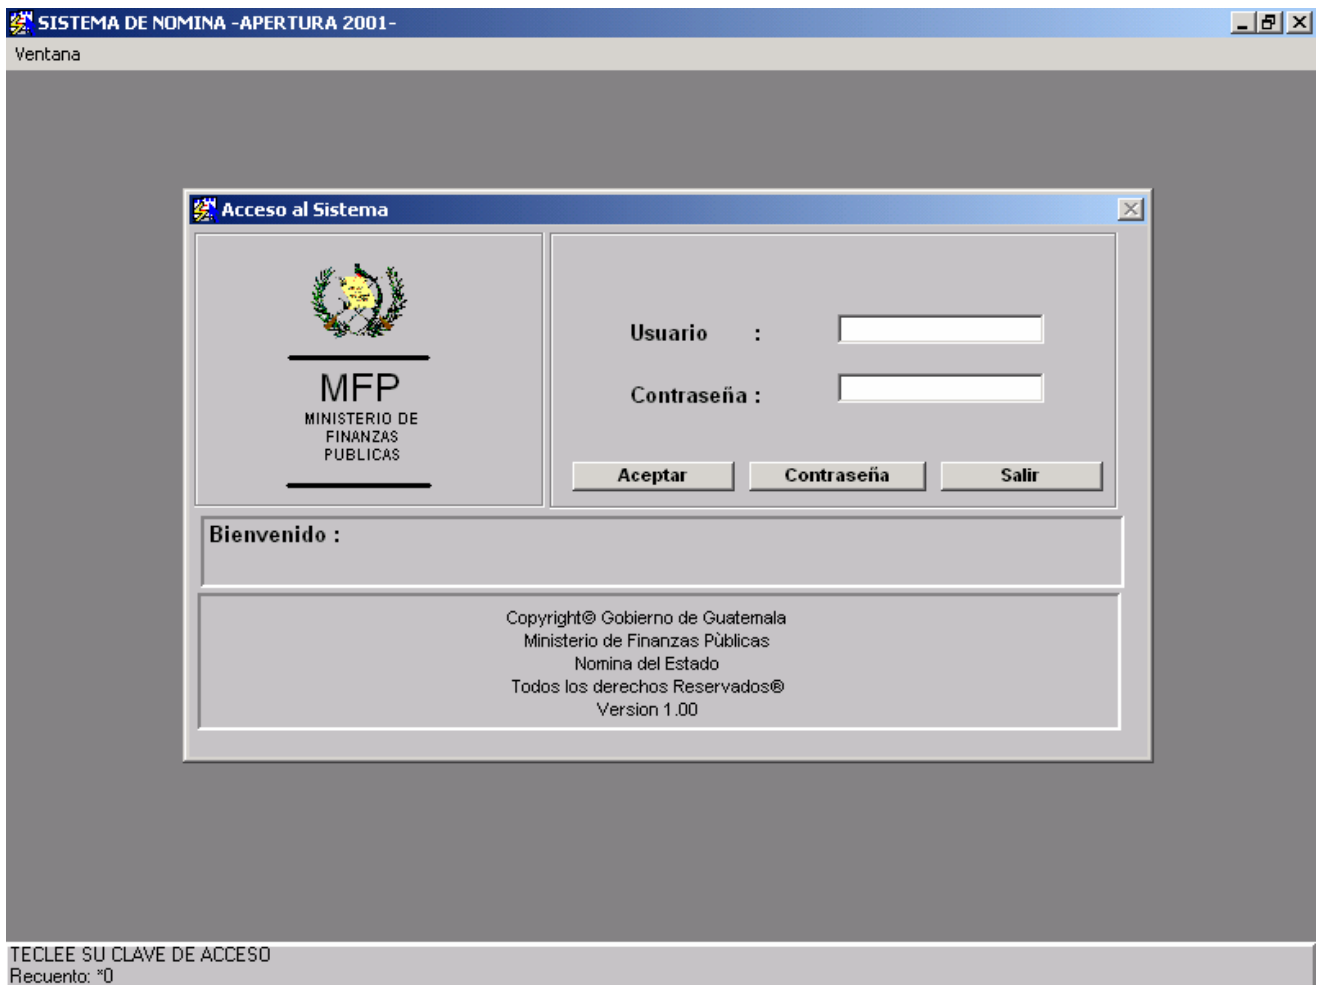 SISTEMA DE NOMINA -APERTURA 2001-
Ventana
Acceso al Sistema
MFP
MINISTERIO DE
FINANZAS
PUBLICAS
Usuario :
Contraseña :
Aceptar Contraseña Salir
Bienvenido :
Copyright© Gobierno de Guatemala
Ministerio de Finanzas Pùblicas
Nomina del Estado
Todos los derechos Reservados®
Version 1.00
TECLEE SU CLAVE DE ACCESO
Recuento: *0